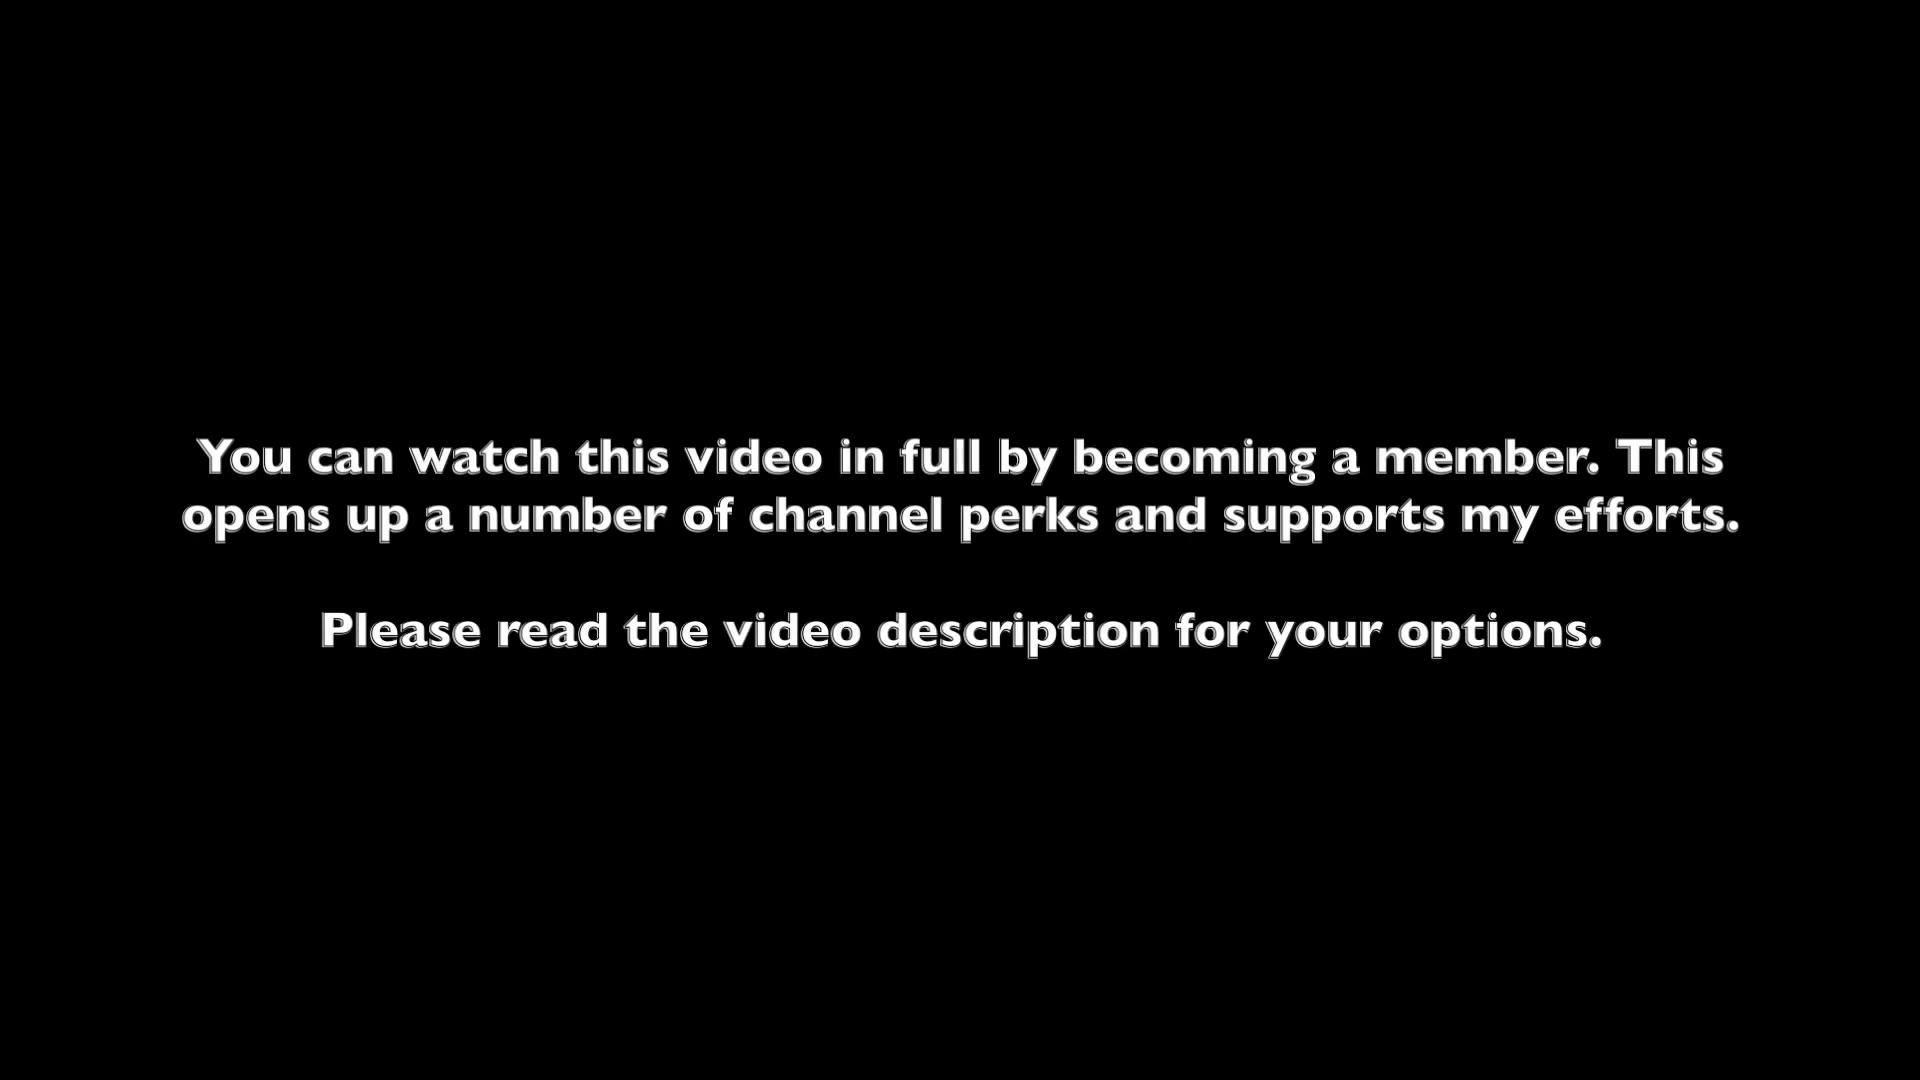 You can watch this video in full by becoming a member. This
opens up a number of channel perks and supports my efforts.
Please read the video description for your options.